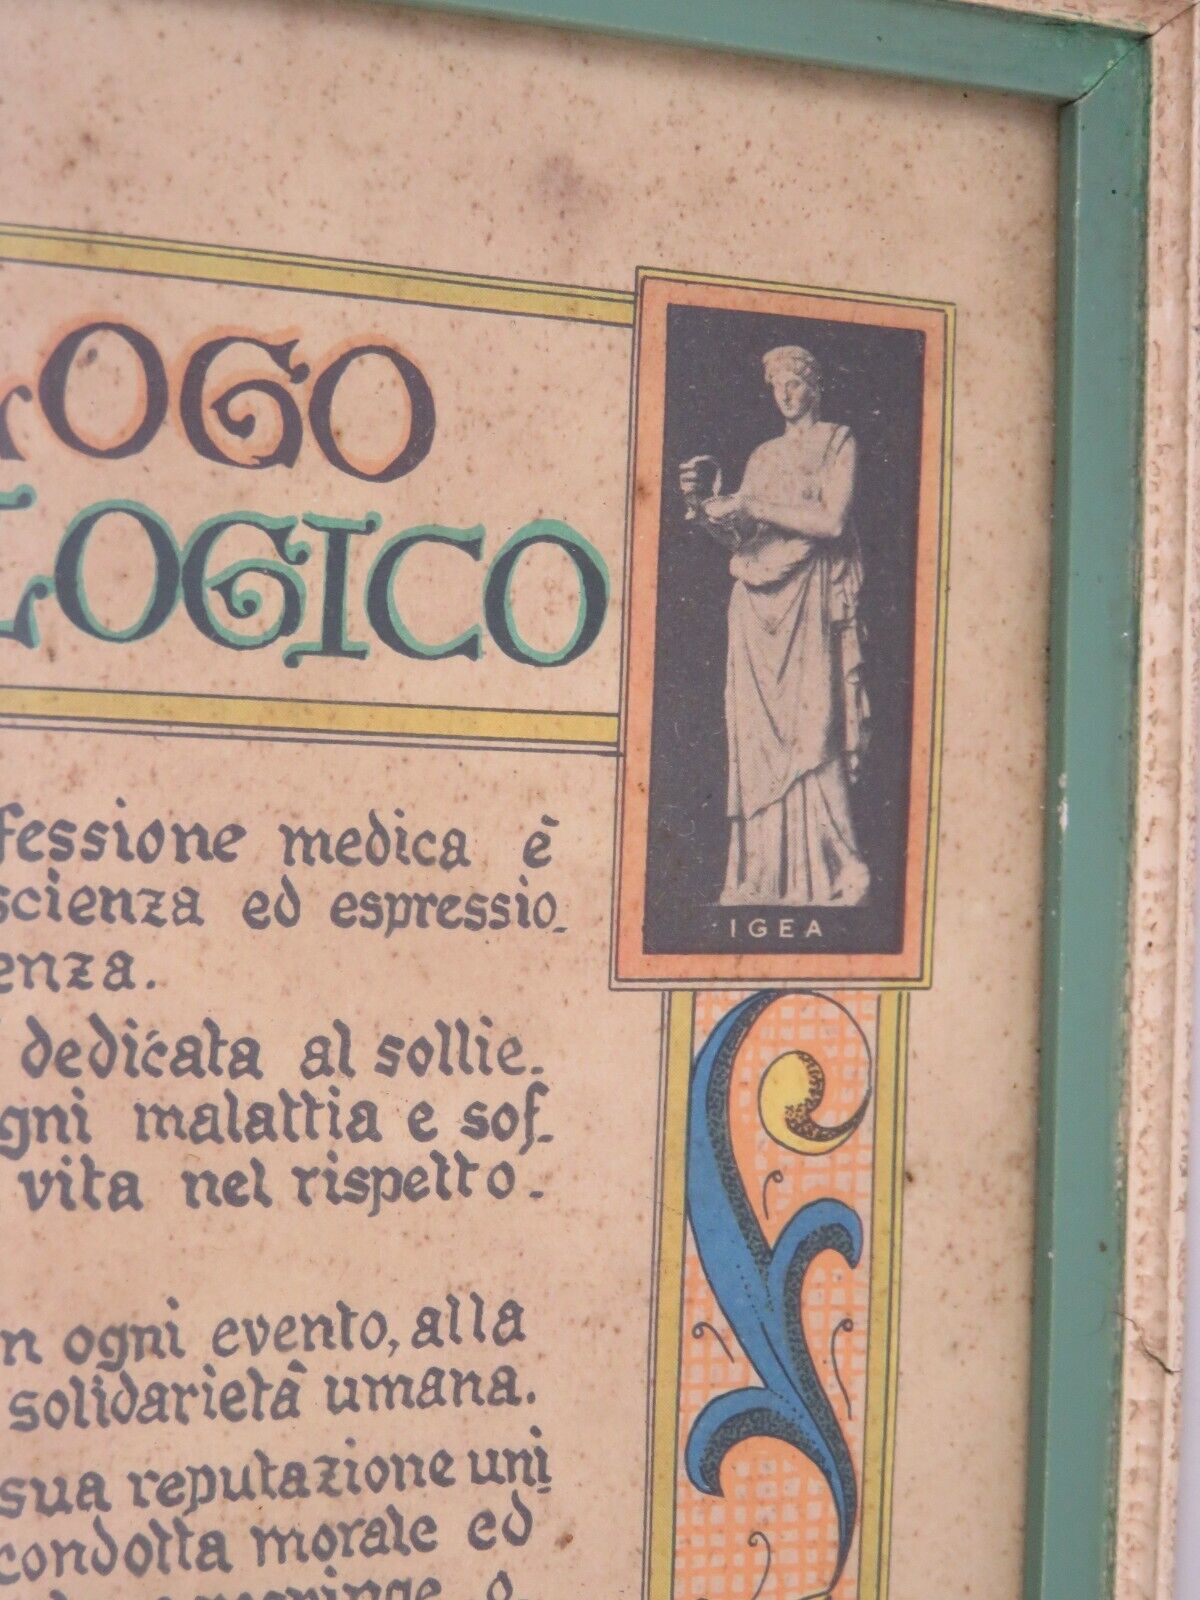 LOGO
LOGICO
IGEA
fessione medica è
scienza ed espressio-
enza.
dedicata al sollie-
gni malattia e sof-
vita nel rispetto.
n ogni evento, alla
solidarietà umana.
sua reputazione uni
condotta morale ed